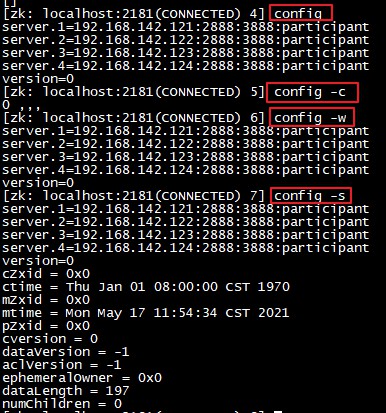 []
[zk: localhost:2181(CONNECTED) 4] config
server.1=192.168.142.121:2888:3888:participant
server.2=192.168.142.122:2888:3888:participant
server.3=192.168.142.123:2888:3888:participant
server.4=192.168.142.124:2888:3888:participant
version=0
[zk: localhost:2181(CONNECTED) 5] config -c
0 ,,,
[zk: localhost:2181(CONNECTED) 6] config -w
server.1=192.168.142.121:2888:3888:participant
server.2=192.168.142.122:2888:3888:participant
server.3=192.168.142.123:2888:3888:participant
server.4=192.168.142.124:2888:3888:participant
version=0
[zk: localhost:2181(CONNECTED) 7] config -s
server.1=192.168.142.121:2888:3888:participant
server.2=192.168.142.122:2888:3888:participant
server.3=192.168.142.123:2888:3888:participant
server.4=192.168.142.124:2888:3888:participant
version=0
cZxid = 0x0
ctime = Thu Jan 01 08:00:00 CST 1970
mZxid = 0x0
mtime = Mon May 17 11:54:34 CST 2021
pZxid = 0x0
cversion = 0
dataVersion = -1
aclVersion = -1
ephemeralOwner = 0x0
dataLength = 197
numChildren = 0